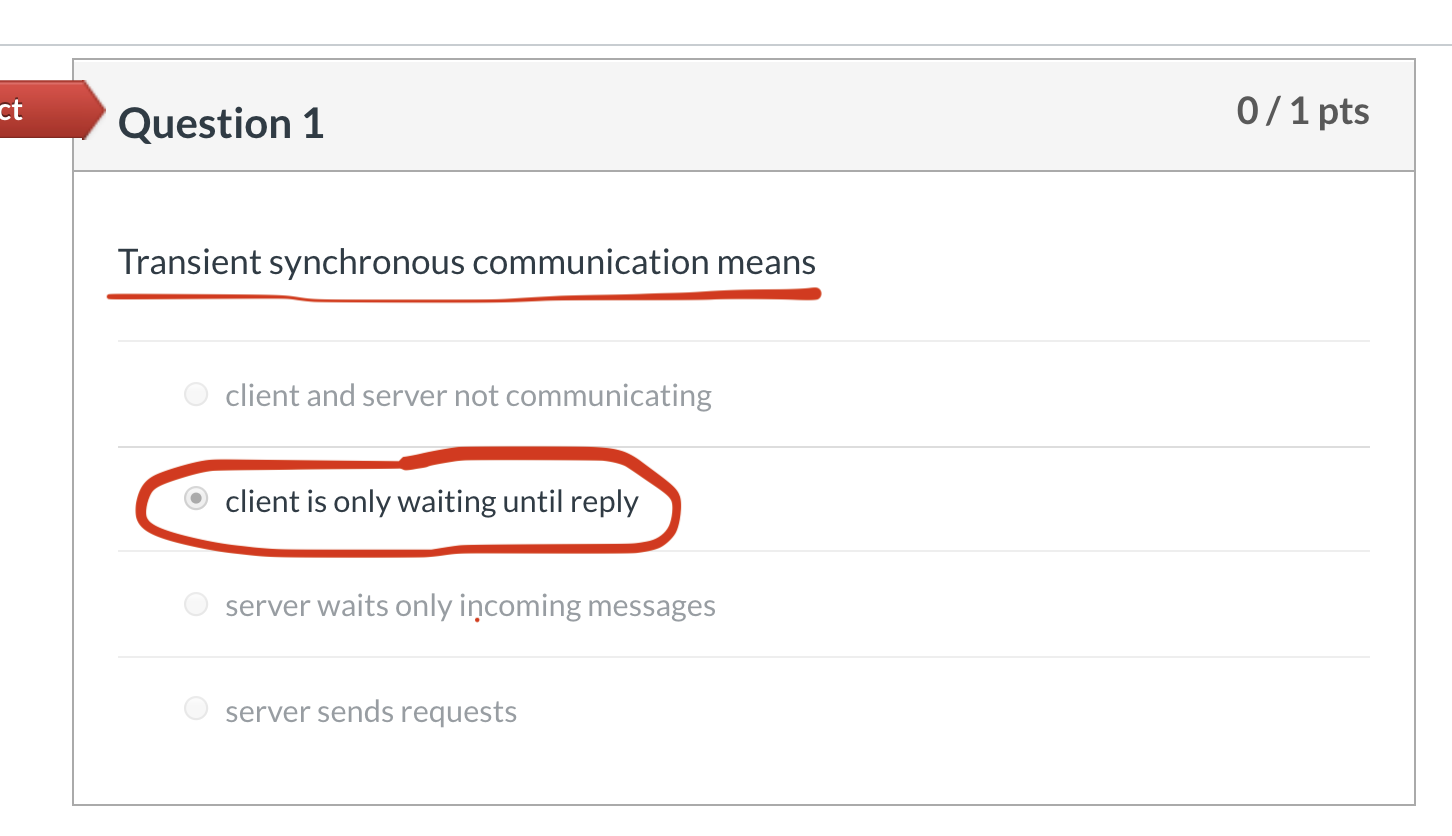 ct
Question 1
0 / 1 pts
Transient synchronous communication means
client and server not communicating
client is only waiting until reply
server waits only incoming messages
server sends requests